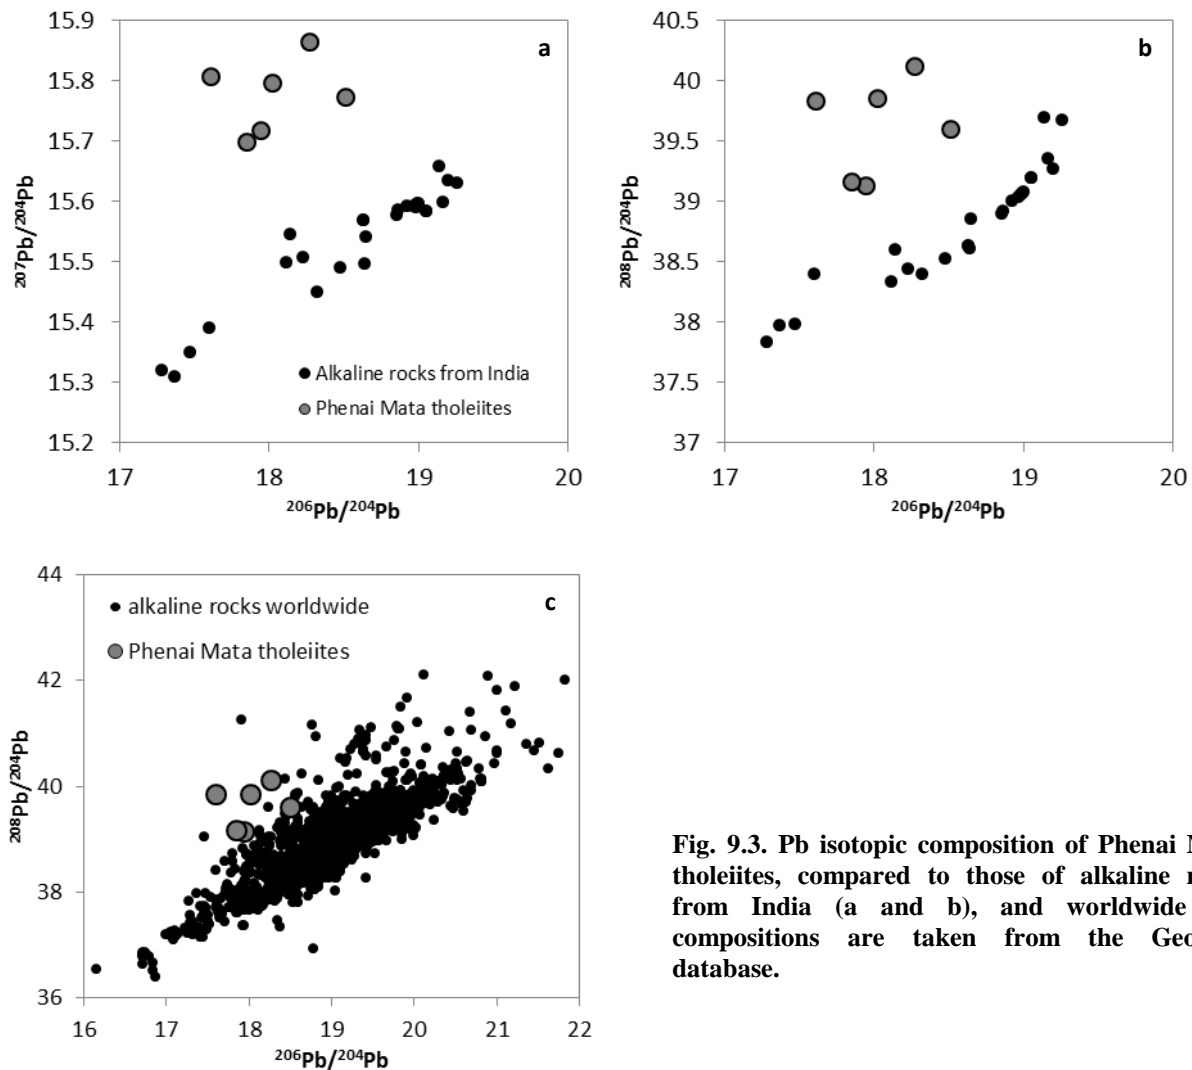 15.9
15.8
15.7
15.6
15.5
15.4
15.3
15.2
²⁰⁷Pb/²⁰⁴Pb
a
Alkaline rocks from India
Phenai Mata tholeiites
17 18 19 20
²⁰⁶Pb/²⁰⁴Pb
40.5
40
39.5
39
38.5
38
37.5
37
²⁰⁸Pb/²⁰⁴Pb
b
17 18 19 20
²⁰⁶Pb/²⁰⁴Pb
44
42
40
38
36
²⁰⁸Pb/²⁰⁴Pb
alkaline rocks worldwide
c
Phenai Mata tholeiites
16 17 18 19 20 21 22
²⁰⁶Pb/²⁰⁴Pb
Fig. 9.3. Pb isotopic composition of Phenai
tholeiites, compared to those of alkaline
from India (a and b), and worldwide
compositions are taken from the
database.